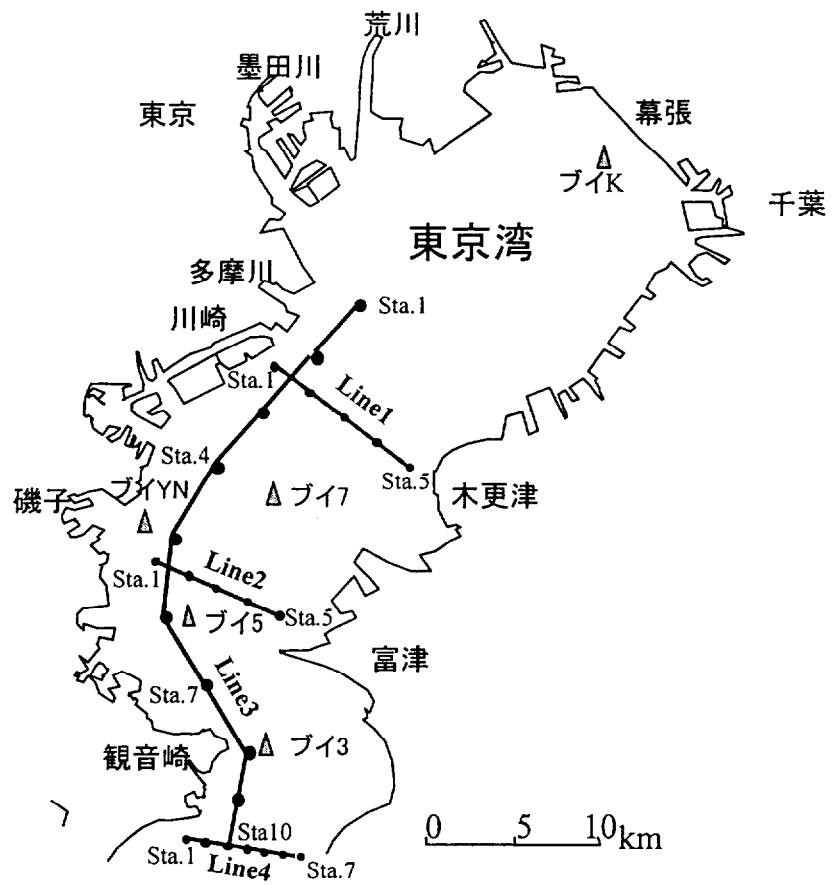 荒川
墨田川
東京
幕張
ブイK
千葉
東京湾
多摩川
Sta.1
川崎
Sta.1
Line1
Sta.4
Sta.5
ブイYN
ブイ7
木更津
磯子
Sta.1
Line2
Sta.5
ブイ5
富津
Sta.7
Line3
観音崎
ブイ3
0 5 10 km
Sta10
Sta.1
Line4
Sta.7